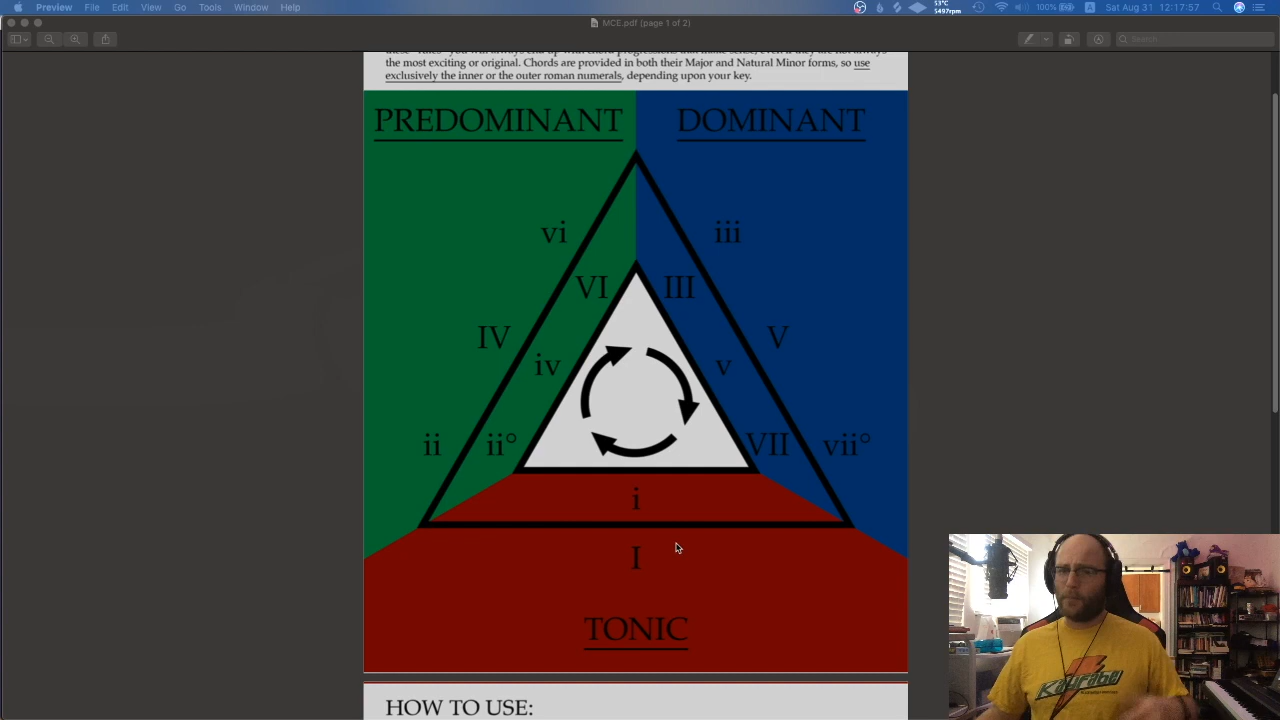 Preview File Edit View Go Tools Window Help
53°C
5497rpm
100%
A
Sat Aug 31 12:17:57
MCE.pdf (page 1 of 2)
Search
the most exciting or original. Chords are provided in both their Major and Natural Minor forms, so use
exclusively the inner or the outer roman numerals, depending upon your key.
PREDOMINANT
DOMINANT
vi
iii
VI
III
IV
V
iv
v
ii
ii°
VII
vii°
i
I
TONIC
HOW TO USE: